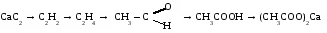 CaC₂ → C₂H₂ → C₂H₄ → CH₃ – C O H → CH₃COOH → (CH₃COO)₂Ca